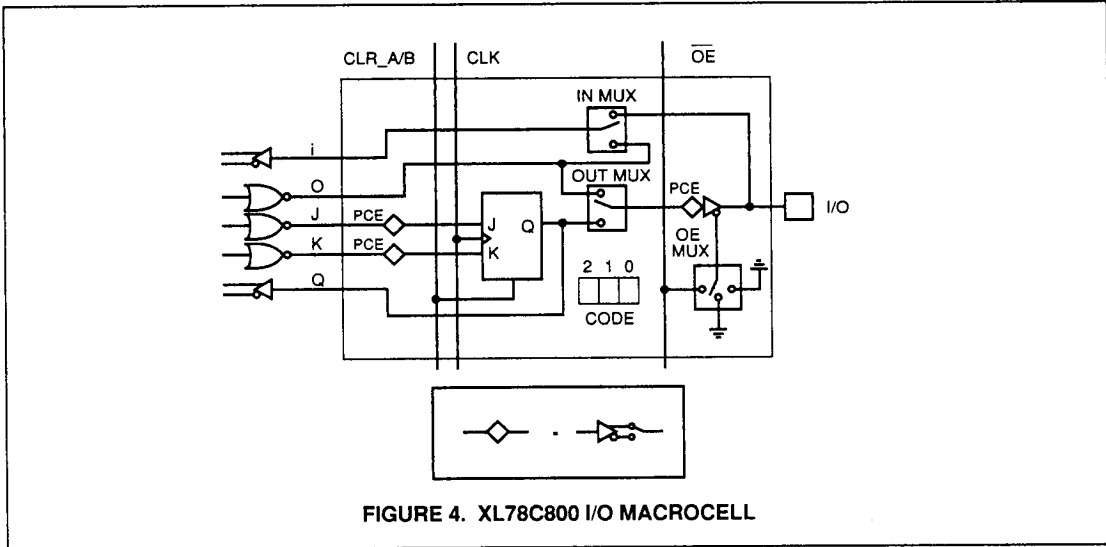 CLR_A/B CLK OE
IN MUX
i
O
OUT MUX
J PCE J Q PCE I/O
K PCE K OE
MUX
Q 2 1 0
CODE
FIGURE 4. XL78C800 I/O MACROCELL